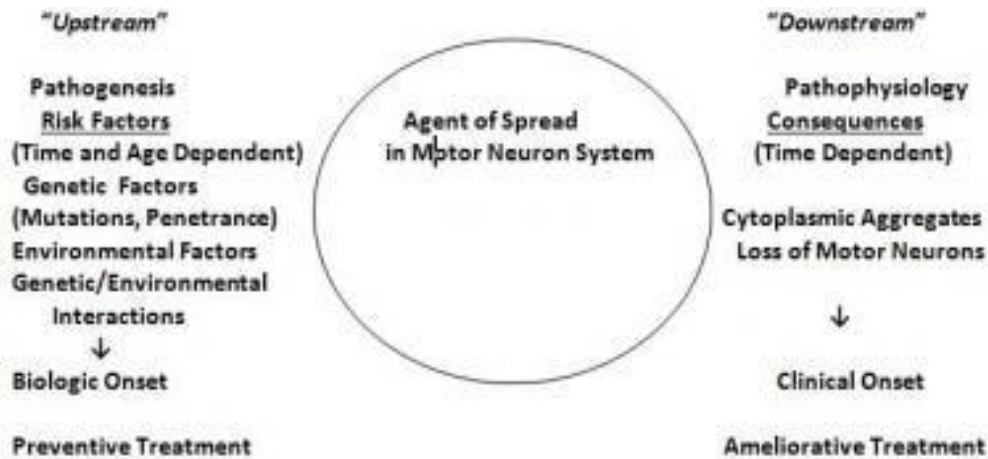 "Upstream"
Pathogenesis
Risk Factors
(Time and Age Dependent)
Genetic Factors
(Mutations, Penetrance)
Environmental Factors
Genetic/Environmental
Interactions
↓
Biologic Onset
Preventive Treatment
Agent of Spread
in Motor Neuron System
"Downstream"
Pathophysiology
Consequences
(Time Dependent)
Cytoplasmic Aggregates
Loss of Motor Neurons
↓
Clinical Onset
Ameliorative Treatment